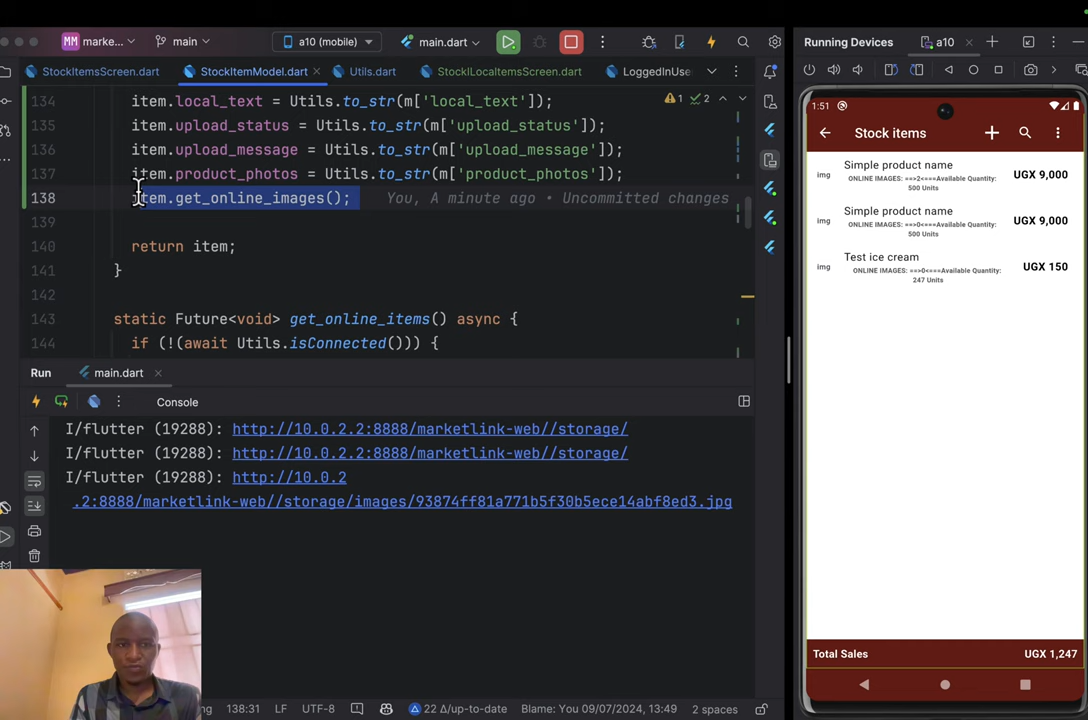 MM marke... main a10 (mobile) main.dart
StockItemsScreen.dart StockItemModel.dart Utils.dart StocklLocaItemsScreen.dart LoggedInUse
134 item.local_text = Utils.to_str(m['local_text']);
135 item.upload_status = Utils.to_str(m['upload_status']);
136 item.upload_message = Utils.to_str(m['upload_message']);
137 item.product_photos = Utils.to_str(m['product_photos']);
138 item.get_online_images(); You, A minute ago • Uncommitted changes
139
140 return item;
141 }
142
143 static Future<void> get_online_items() async {
144 if (!(await Utils.isConnected())) {
1 2
Run main.dart
Console
I/flutter (19288): http://10.0.2.2:8888/marketlink-web//storage/
I/flutter (19288): http://10.0.2.2:8888/marketlink-web//storage/
I/flutter (19288): http://10.0.2
.2:8888/marketlink-web//storage/images/93874ff81a771b5f30b5ece14abf8ed3.jpg
ng 138:31 LF UTF-8 22 Δ/up-to-date Blame: You 09/07/2024, 13:49 2 spaces
Running Devices a10
1:51
Stock items
img Simple product name UGX 9,000
ONLINE IMAGES: ==>2<===Available Quantity:
500 Units
img Simple product name UGX 9,000
ONLINE IMAGES: ==>0<===Available Quantity:
500 Units
img Test ice cream UGX 150
ONLINE IMAGES: ==>0<===Available Quantity:
247 Units
Total Sales UGX 1,247